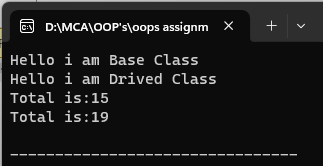 D:\MCA\OOP's\oops assignm
Hello i am Base Class
Hello i am Drived Class
Total is:15
Total is:19
--------------------------------